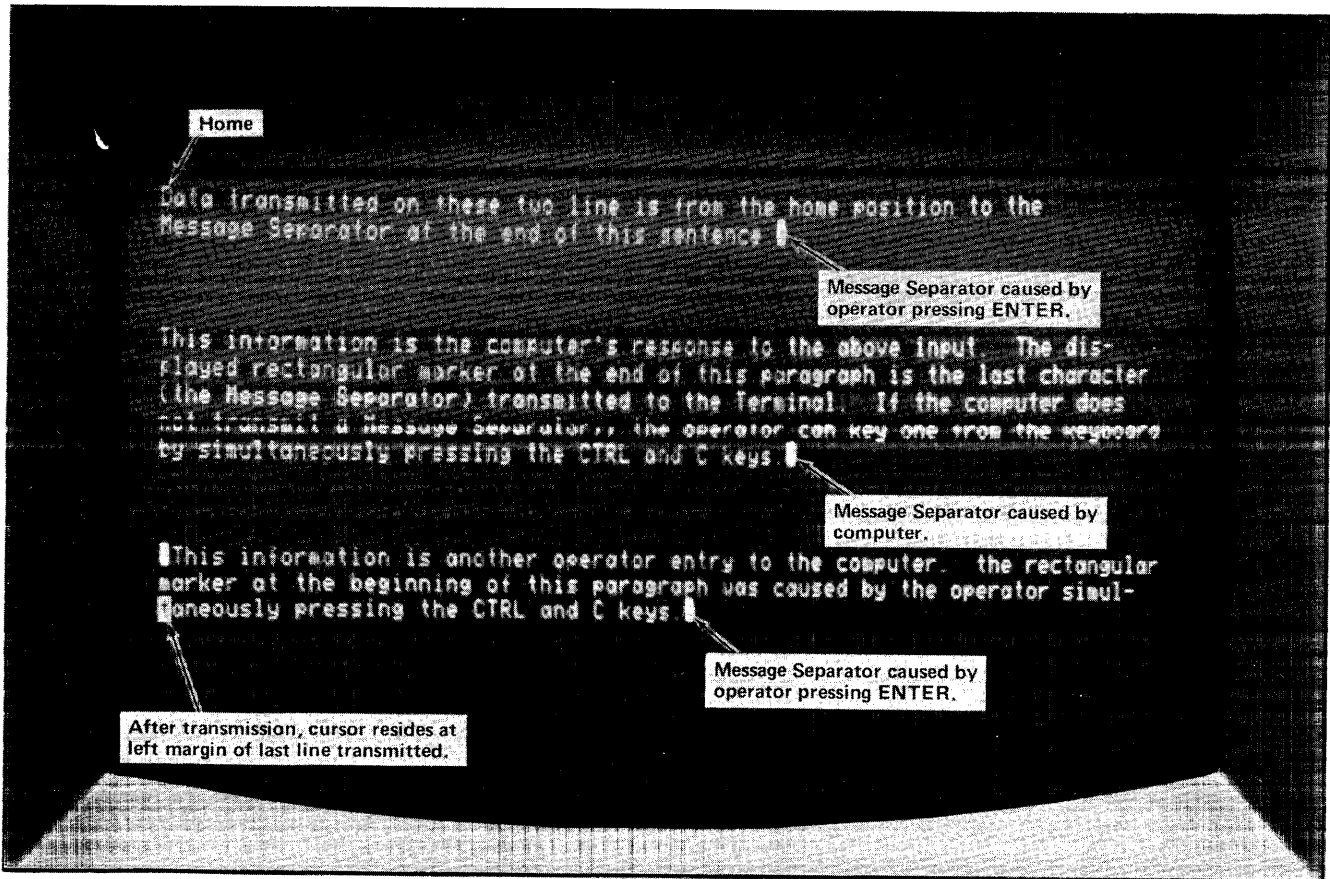 Home
Data transmitted on these two line is from the home position to the
Message Separator at the end of this sentence
Message Separator caused by
operator pressing ENTER.
This information is the computer's response to the above input. The dis-
played rectangular marker at the end of this paragraph is the last character
(the Message Separator) transmitted to the Terminal. If the computer does
not transmit a Message Separator,, the operator can key one from the keyboard
by simultaneously pressing the CTRL and C keys.
Message Separator caused by
computer.
This information is another operator entry to the computer. the rectangular
marker at the beginning of this paragraph was caused by the operator simul-
taneously pressing the CTRL and C keys.
Message Separator caused by
operator pressing ENTER.
After transmission, cursor resides at
left margin of last line transmitted.